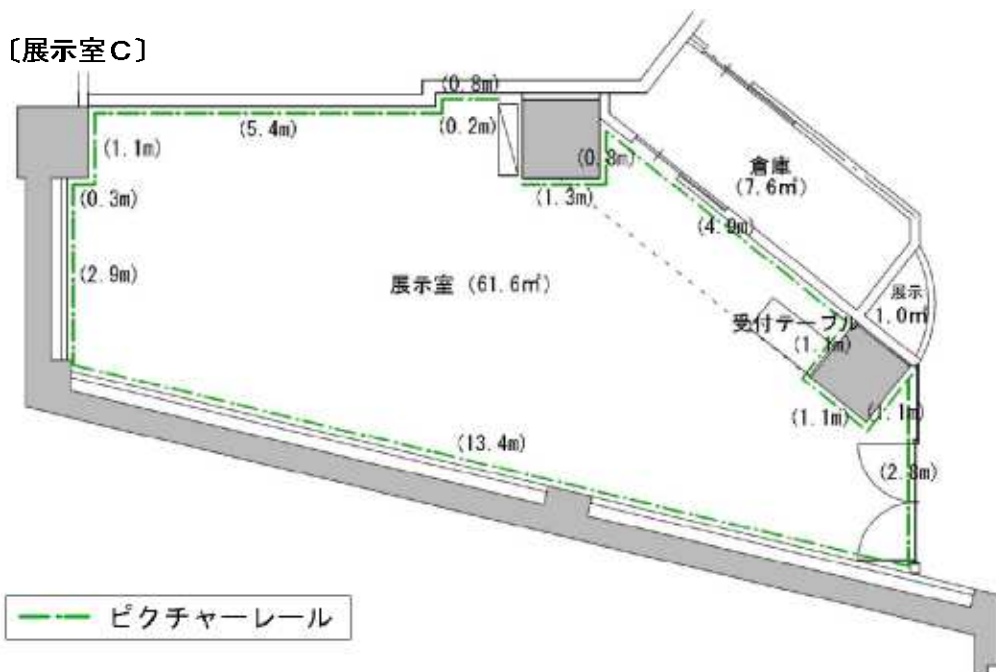 〔展示室C〕
(0.8m)
(5.4m)
(0.2m)
(1.1m)
(0.3m)
(1.3m)
倉庫
(7.6㎡)
(0.3m)
(4.9m)
(2.9m)
展示室 (61.6㎡)
展示
1.0㎡
受付テーブル
(1.1m)
(1.1m)
(1.1m)
(13.4m)
ピクチャーレール